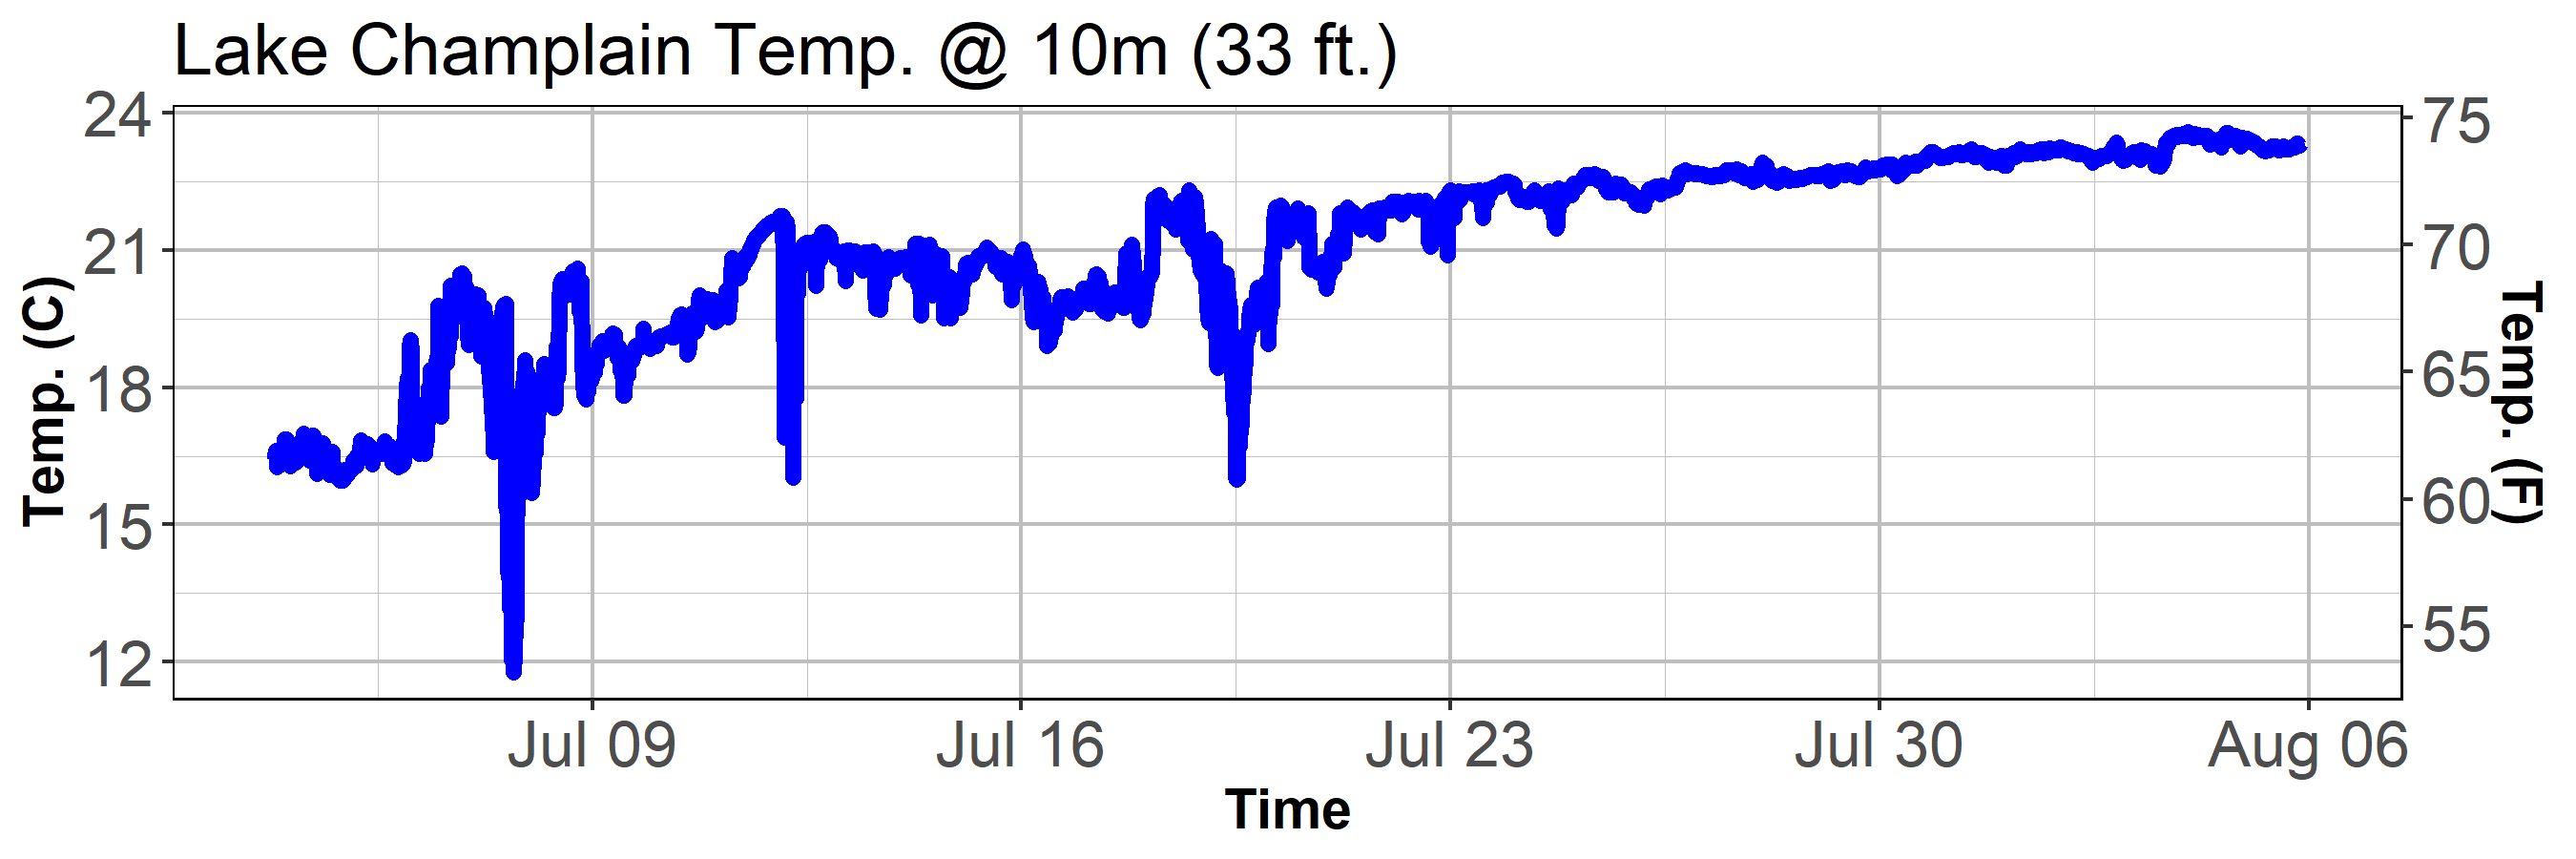 Lake Champlain Temp. @ 10m (33 ft.)
24
21
18
15
12
Temp. (C)
75
70
65
60
55
Temp. (F)
Jul 09
Jul 16
Jul 23
Jul 30
Aug 06
Time